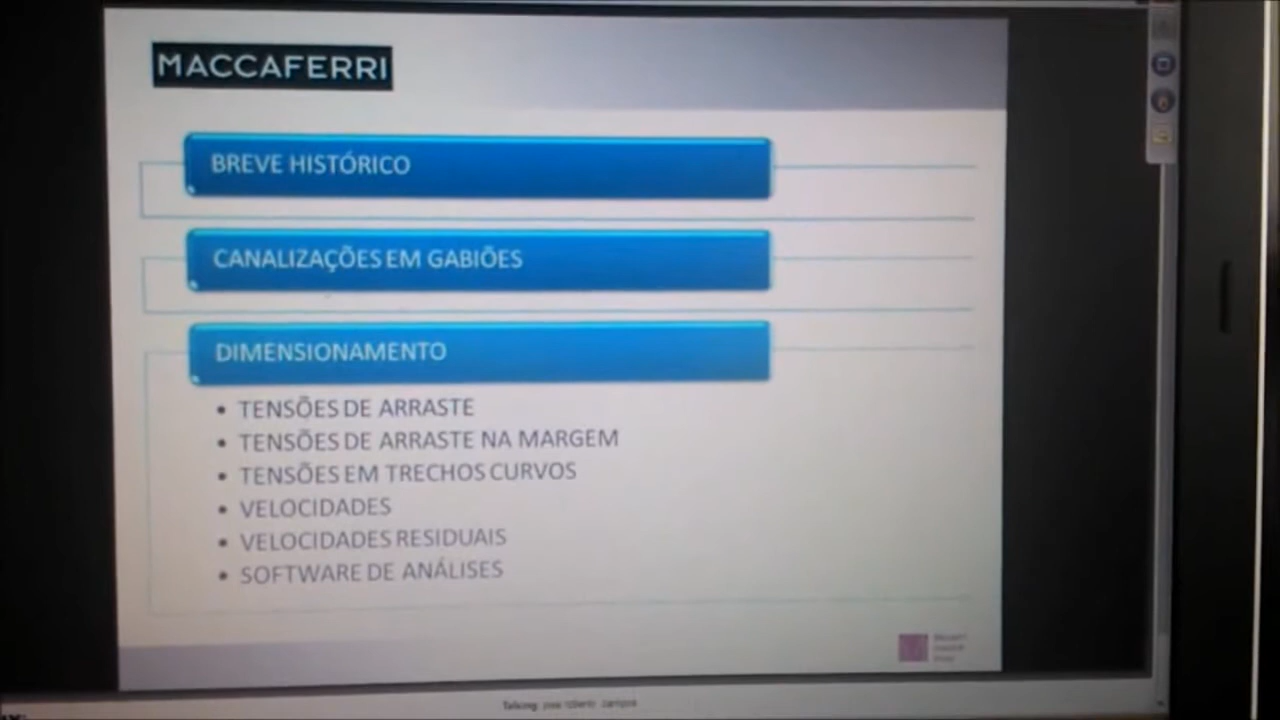 MACCAFERRI
BREVE HISTÓRICO
CANALIZAÇÕES EM GABIÕES
DIMENSIONAMENTO
• TENSÕES DE ARRASTE
• TENSÕES DE ARRASTE NA MARGEM
• TENSÕES EM TRECHOS CURVOS
• VELOCIDADES
• VELOCIDADES RESIDUAIS
• SOFTWARE DE ANÁLISES
Talking: